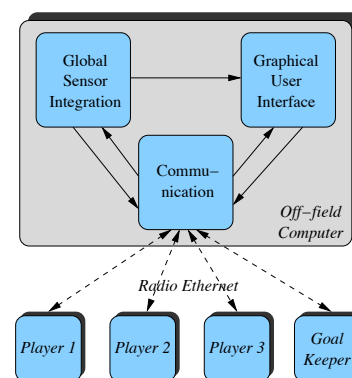 Global
Sensor
Integration
Graphical
User
Interface
Commu−
nication
Off−field
Computer
Radio Ethernet
Player 1
Player 2
Player 3
Goal
Keeper